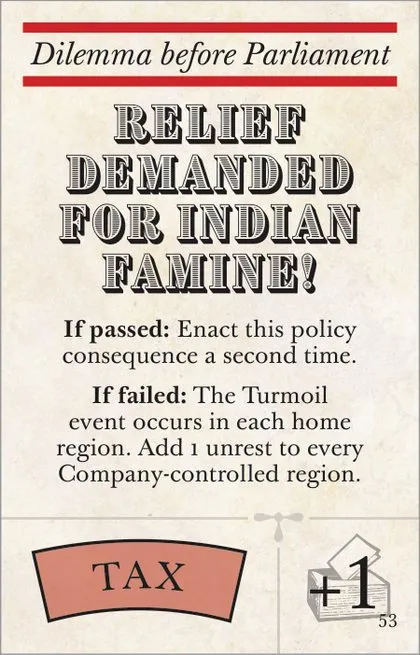 Dilemma before Parliament
RELIEF
DEMANDED
FOR INDIAN
FAMINE!
If passed: Enact this policy
consequence a second time.
If failed: The Turmoil
event occurs in each home
region. Add 1 unrest to every
Company-controlled region.
TAX
+1
53